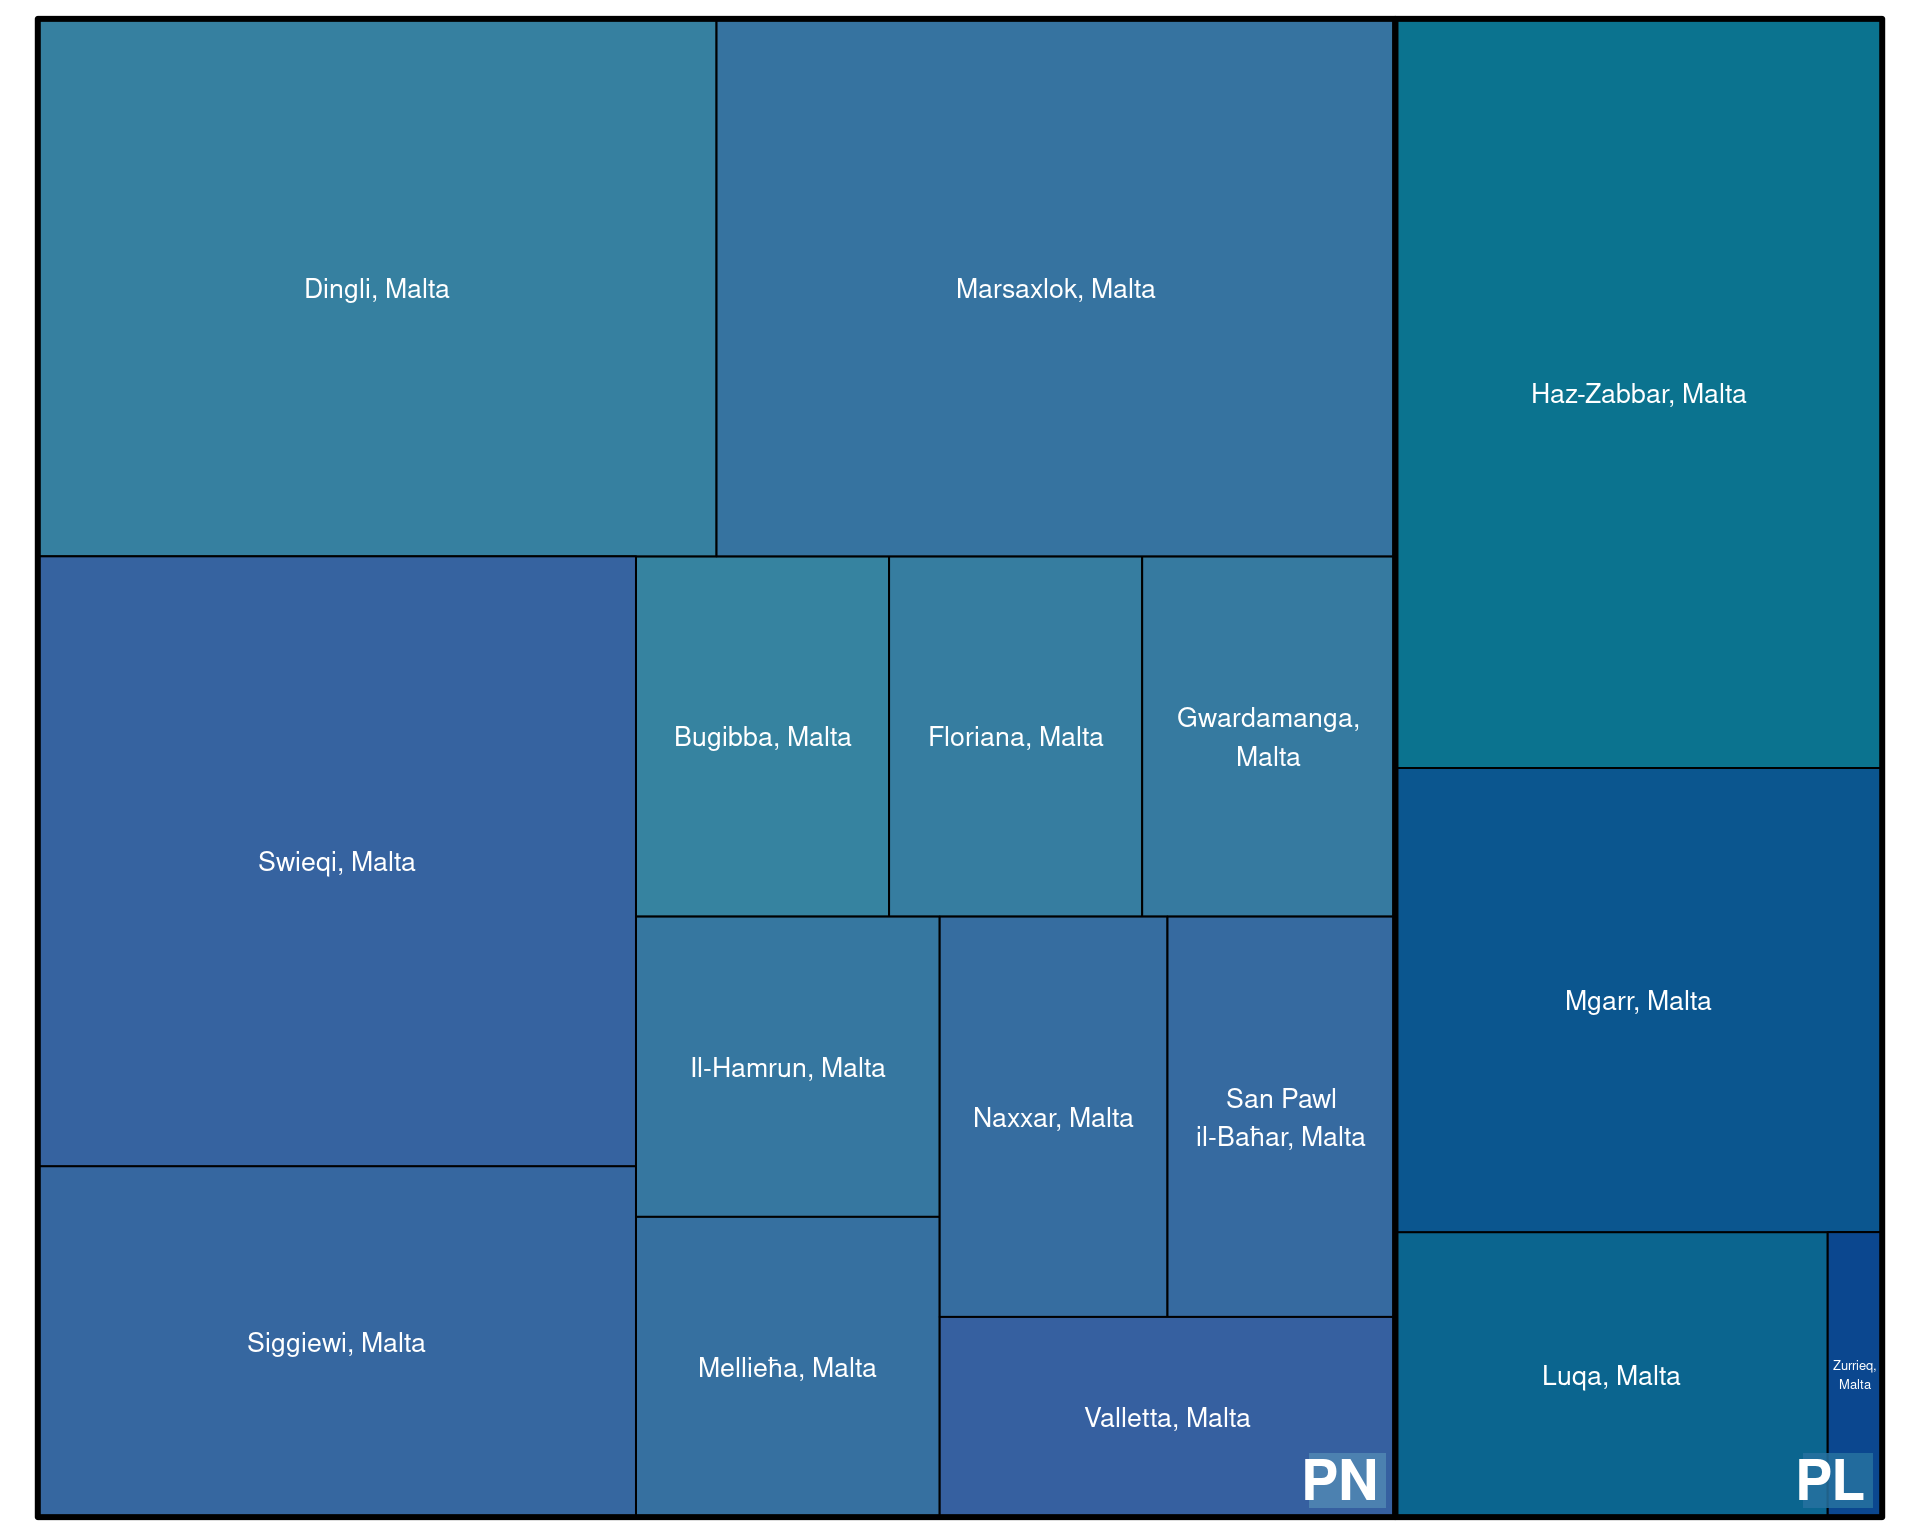 Dingli, Malta
Marsaxlok, Malta
Haz-Zabbar, Malta
Swieqi, Malta
Bugibba, Malta
Floriana, Malta
Gwardamanga,
Malta
Mgarr, Malta
Il-Hamrun, Malta
Naxxar, Malta
San Pawl
il-Baħar, Malta
Siggiewi, Malta
Mellieħa, Malta
Valletta, Malta
Luqa, Malta
Zurrieq,
Malta
PN
PL